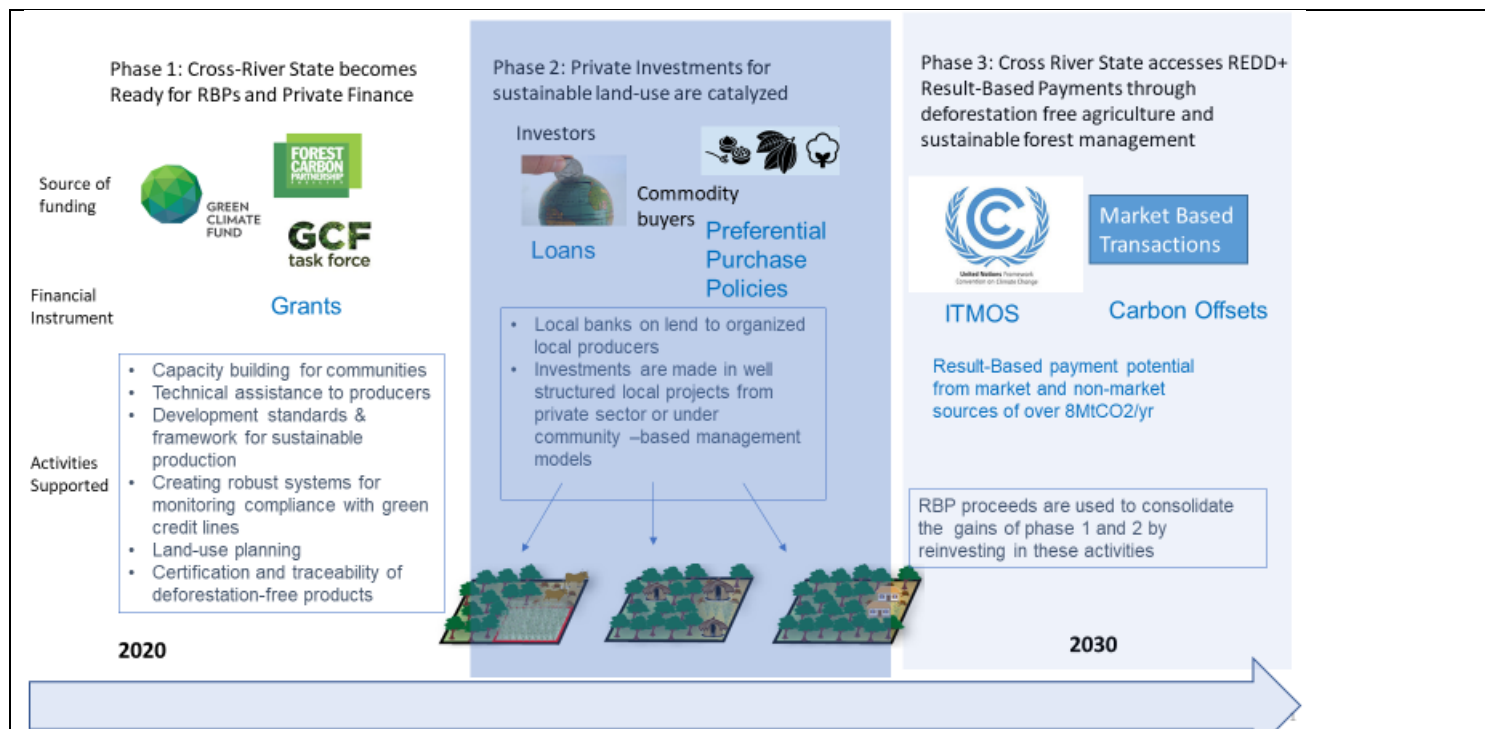 Phase 1: Cross-River State becomes
Ready for RBPs and Private Finance
Source of
funding
GREEN
CLIMATE
FUND
FOREST
CARBON
PARTNERSHIP
GCF
task force
Financial
Instrument
Grants
Activities
Supported
• Capacity building for communities
• Technical assistance to producers
• Development standards &
framework for sustainable
production
• Creating robust systems for
monitoring compliance with green
credit lines
• Land-use planning
• Certification and traceability of
deforestation-free products
2020
Phase 2: Private Investments for
sustainable land-use are catalyzed
Investors
Loans
Commodity
buyers
Preferential
Purchase
Policies
• Local banks on lend to organized
local producers
• Investments are made in well
structured local projects from
private sector or under
community –based management
models
Phase 3: Cross River State accesses REDD+
Result-Based Payments through
deforestation free agriculture and
sustainable forest management
United Nations Framework
Convention on Climate Change
ITMOS
Market Based
Transactions
Carbon Offsets
Result-Based payment potential
from market and non-market
sources of over 8MtCO2/yr
RBP proceeds are used to consolidate
the gains of phase 1 and 2 by
reinvesting in these activities
2030